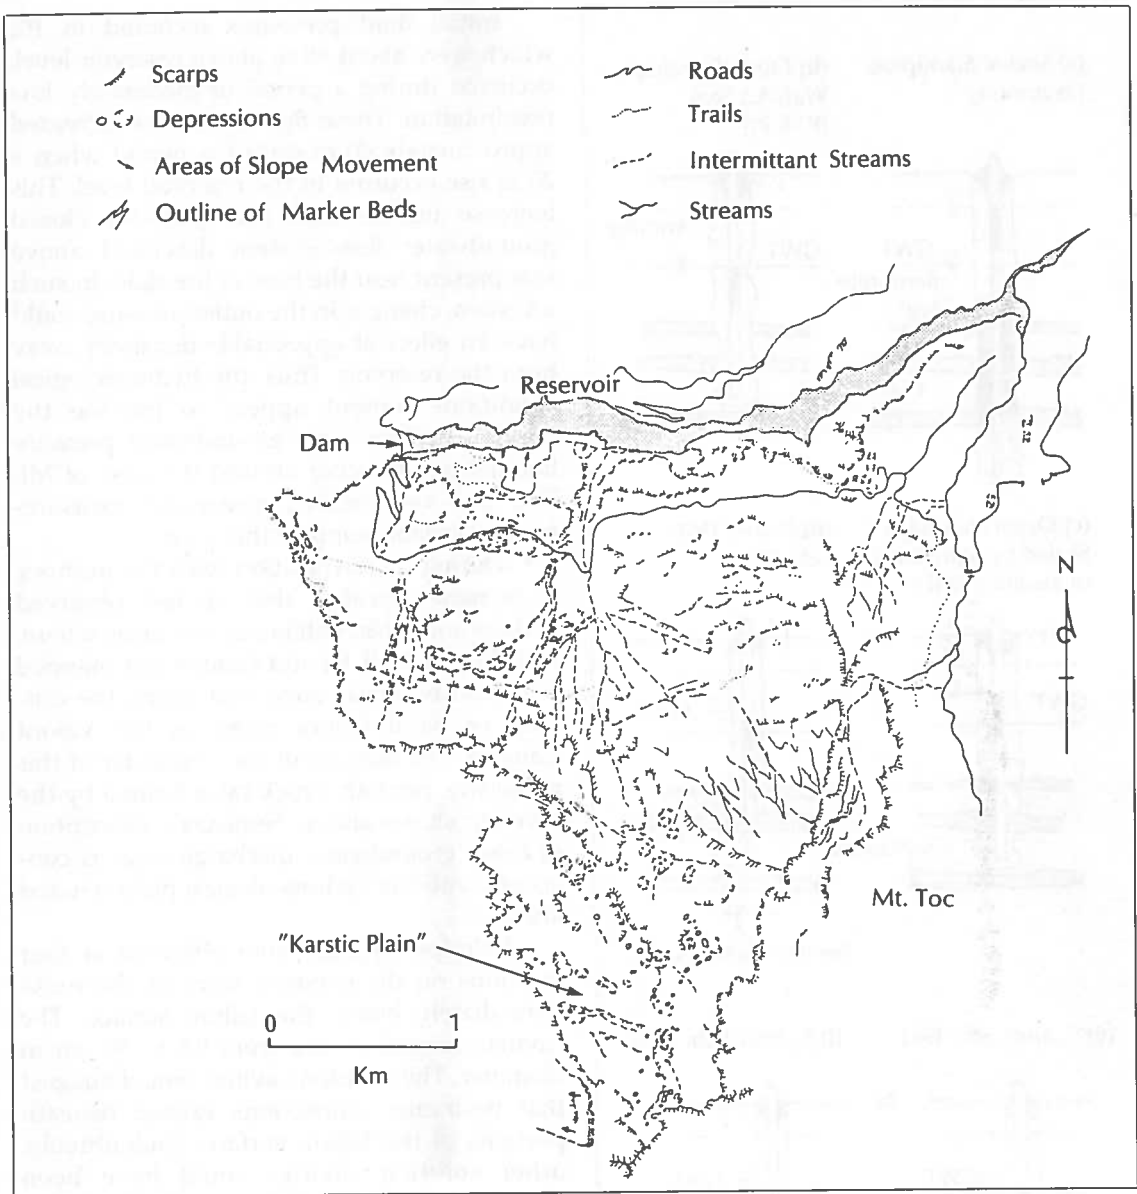 Scarps
Depressions
Areas of Slope Movement
Outline of Marker Beds
Roads
Trails
Intermittant Streams
Streams
Reservoir
Dam
N
Mt. Toc
"Karstic Plain"
0 1
Km